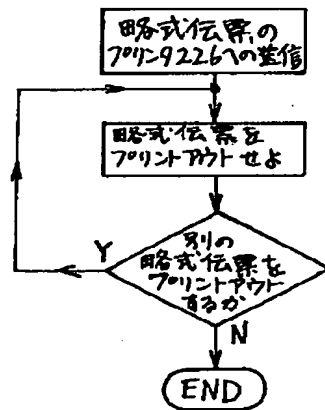 略式伝票の
プリンタ226への送信
略式伝票を
プリントアウトせよ
別の
略式伝票を
プリントアウト
するか
Y
N
END